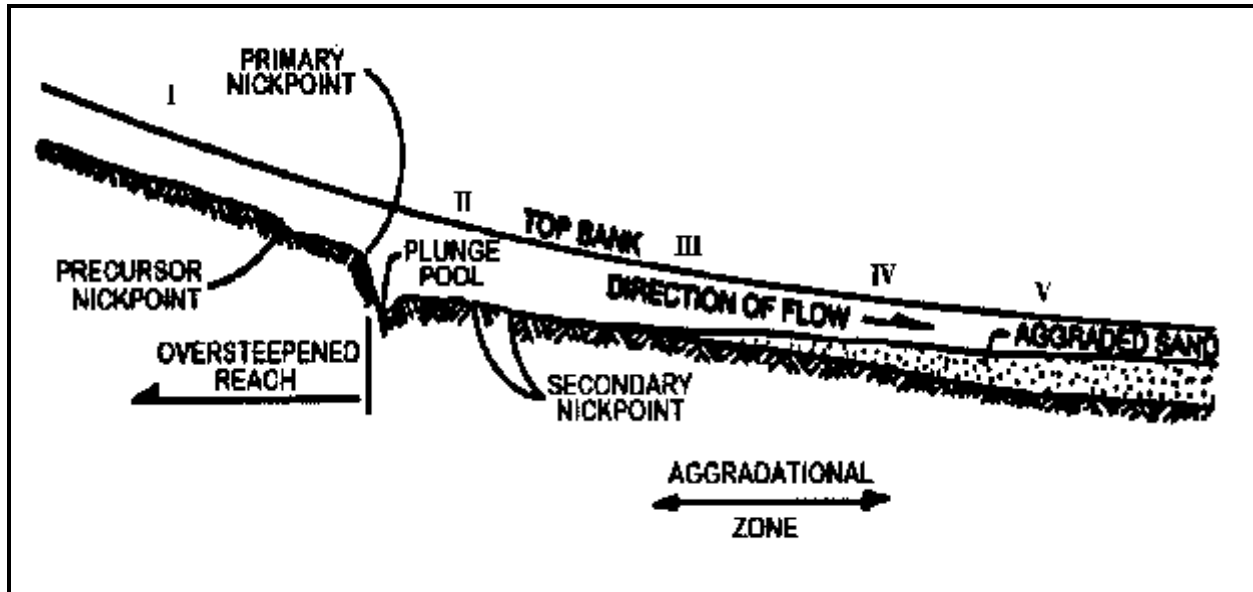 PRIMARY
NICKPOINT
I
II
TOP BANK
III
IV
V
PLUNGE
POOL
DIRECTION OF FLOW
AGGRADED SAND
PRECURSOR
NICKPOINT
OVERSTEEPENED
REACH
SECONDARY
NICKPOINT
AGGRADATIONAL
ZONE